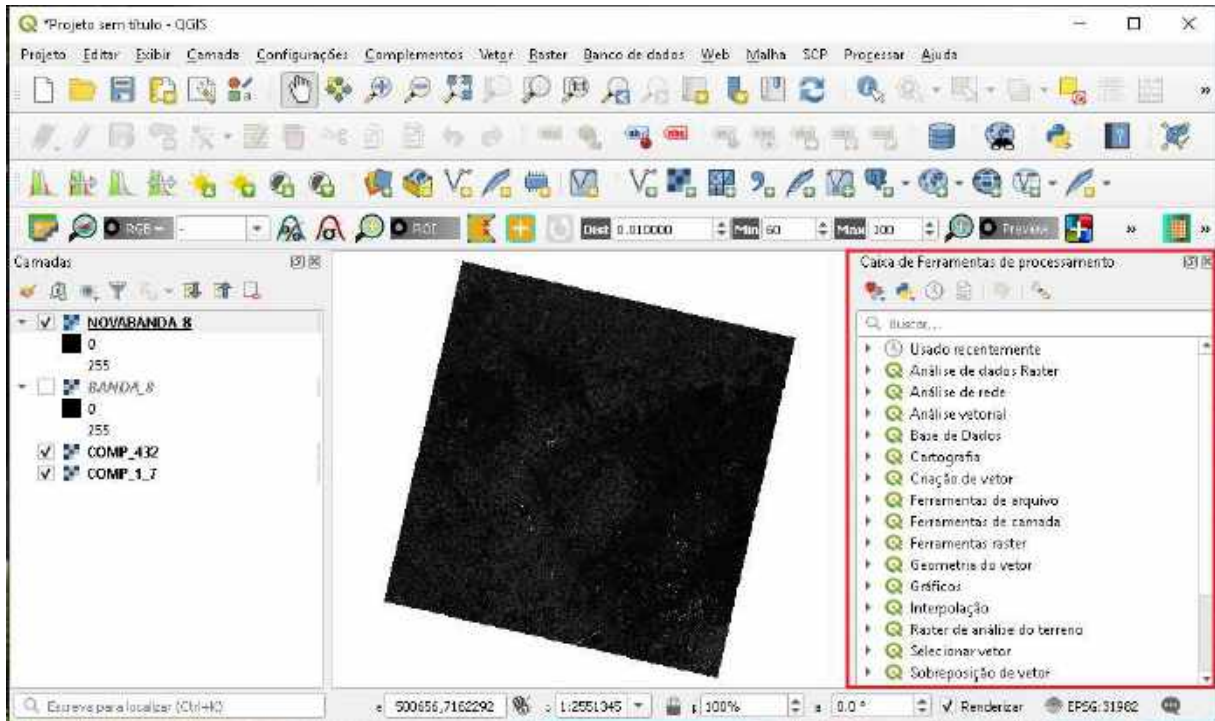 *Projeto sem título - QGIS
Projeto Editar Exibir Camada Configurações Complementos Vetor Raster Banco de dados Web Malha SCP Processar Ajuda
RGB = - ROI Dist 0.010000 Min 60 Max 100 Preview
Camadas
NOVABANDA_8
0
255
BANDA_8
0
255
COMP_432
COMP_1_7
Caixa de Ferramentas de processamento
Buscar...
Usado recentemente
Análise de dados Raster
Análise de rede
Análise vetorial
Base de Dados
Cartografia
Criação de vetor
Ferramentas de arquivo
Ferramentas de camada
Ferramentas raster
Geometria do vetor
Gráficos
Interpolação
Raster de análise do terreno
Selecionar vetor
Sobreposição de vetor
Escreva para localizar (Ctrl+K) 500656,7162292 1:2551345 100% 0.0 ° Renderizar EPSG:31982